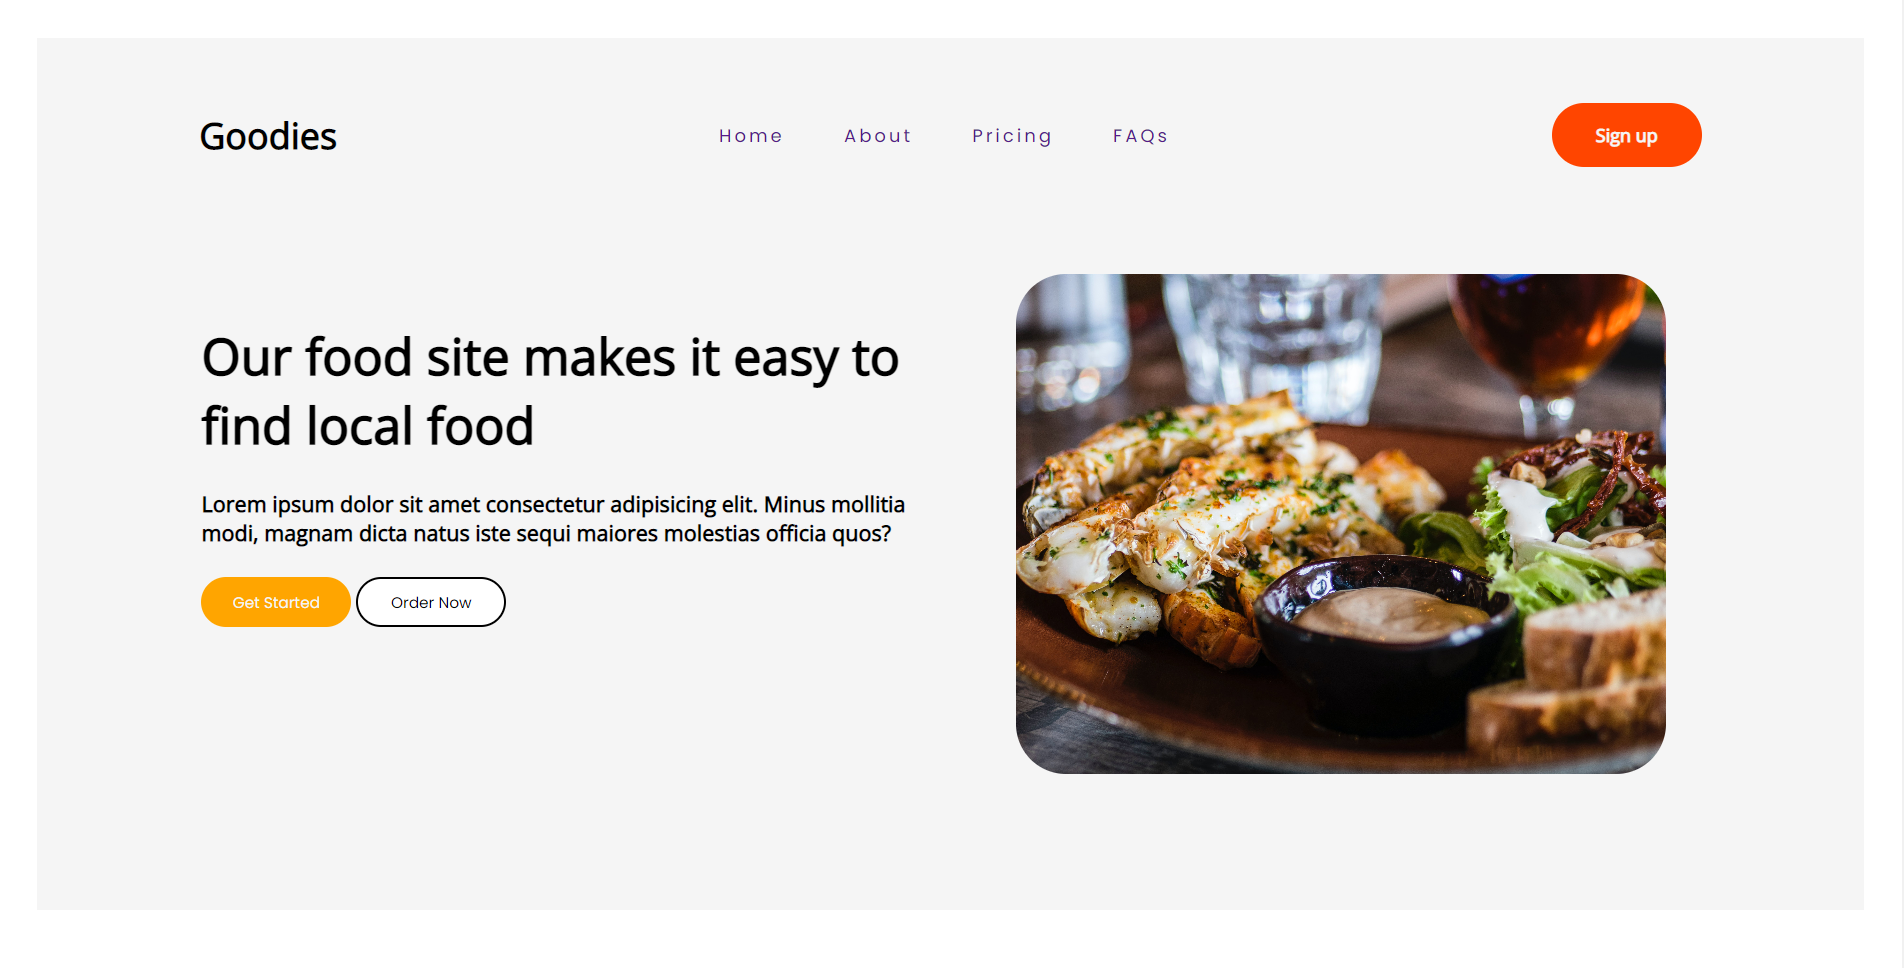 Goodies
Home About Pricing FAQs
Sign up
Our food site makes it easy to
find local food
Lorem ipsum dolor sit amet consectetur adipisicing elit. Minus mollitia
modi, magnam dicta natus iste sequi maiores molestias officia quos?
Get Started
Order Now